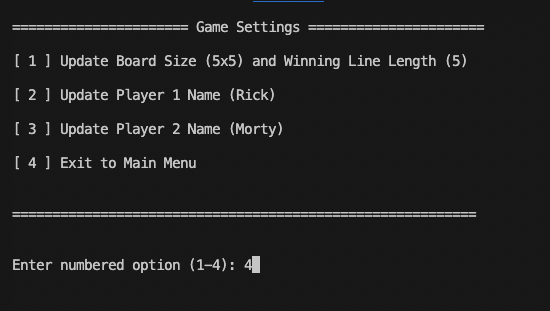 ====================== Game Settings ======================
[ 1 ] Update Board Size (5x5) and Winning Line Length (5)
[ 2 ] Update Player 1 Name (Rick)
[ 3 ] Update Player 2 Name (Morty)
[ 4 ] Exit to Main Menu
==========================================================
Enter numbered option (1-4): 4